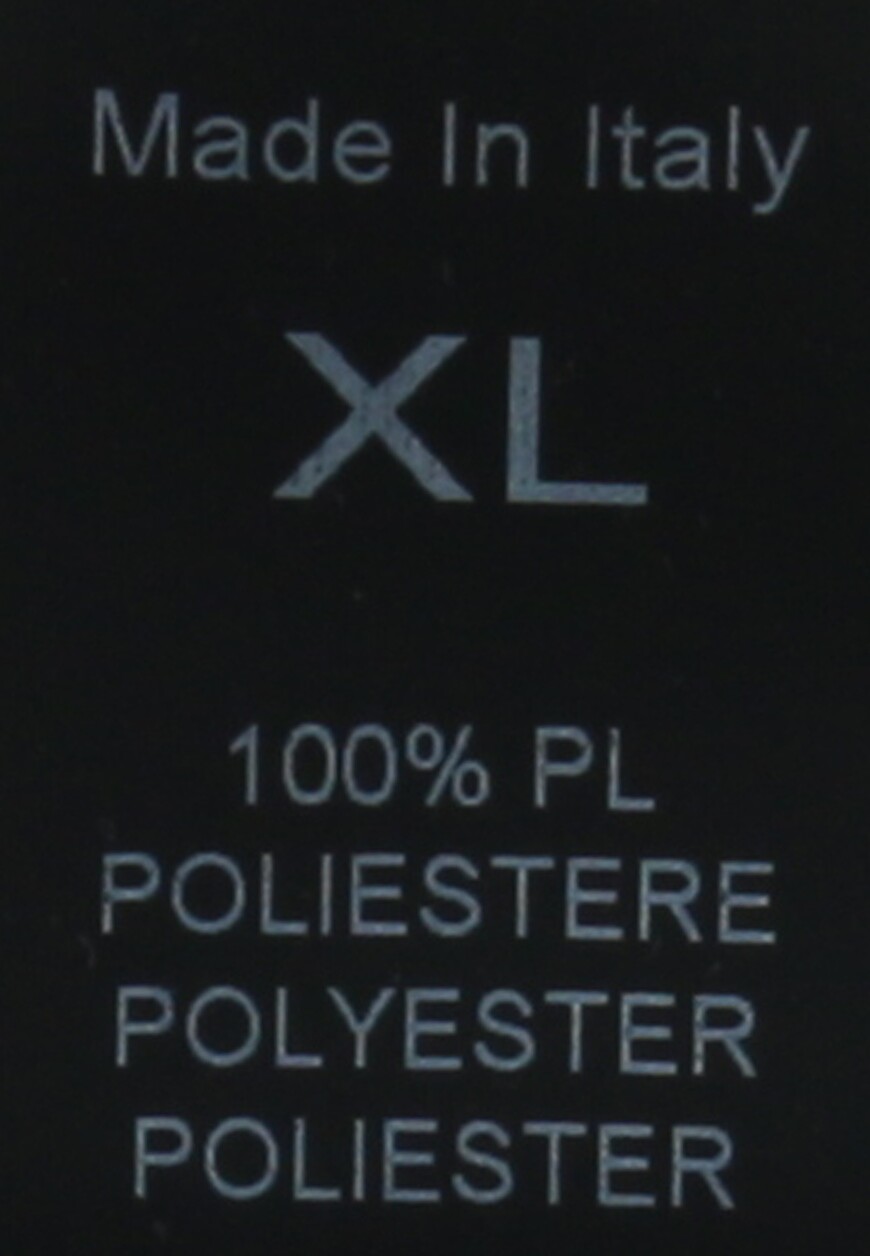 Made In Italy
XL
100% PL
POLIESTERE
POLYESTER
POLIESTER